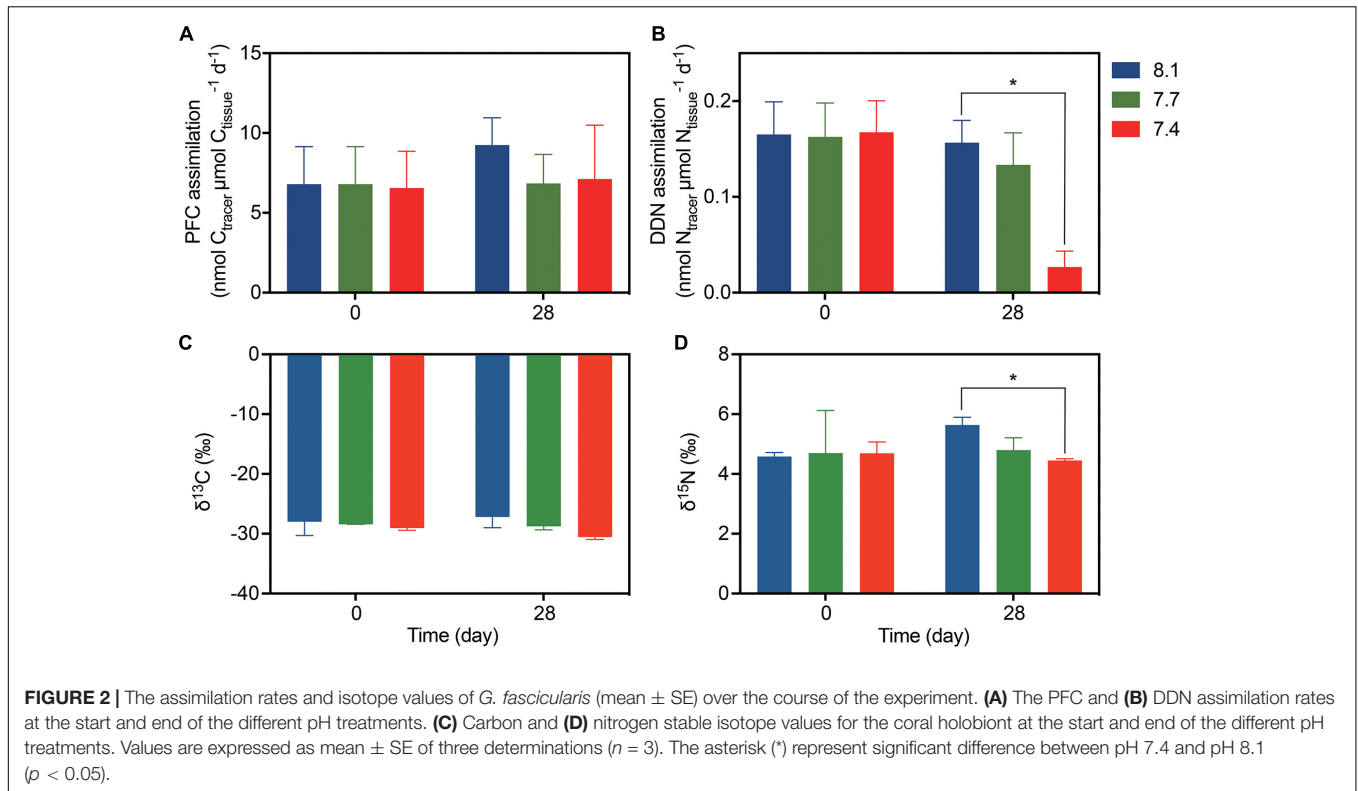 A
PFC assimilation
(nmol C_tracer µmol C_tissue⁻¹ d⁻¹)
15
10
5
0
0
28
B
DDN assimilation
(nmol N_tracer µmol N_tissue⁻¹ d⁻¹)
0.2
0.1
0.0
0
28
*
8.1
7.7
7.4
C
δ¹³C (‰)
0
-10
-20
-30
-40
0
28
Time (day)
D
δ¹⁵N (‰)
8
6
4
2
0
0
28
*
Time (day)
FIGURE 2 | The assimilation rates and isotope values of G. fascicularis (mean ± SE) over the course of the experiment. (A) The PFC and (B) DDN assimilation rates
at the start and end of the different pH treatments. (C) Carbon and (D) nitrogen stable isotope values for the coral holobiont at the start and end of the different pH
treatments. Values are expressed as mean ± SE of three determinations (n = 3). The asterisk (*) represent significant difference between pH 7.4 and pH 8.1
(p < 0.05).